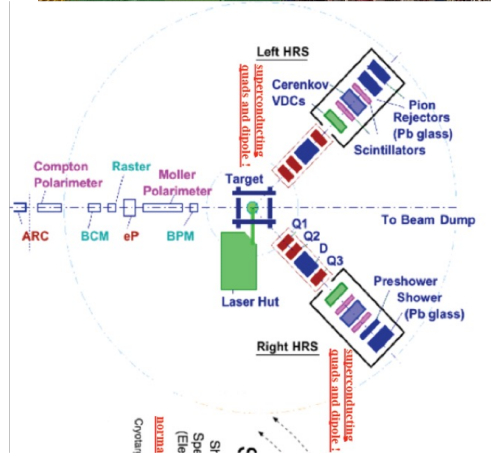 Left HRS
superconducting
quads and dipole !
Cerenkov
VDCs
Pion
Rejectors
(Pb glass)
Scintillators
Compton
Polarimeter
Raster
Moller
Polarimeter
Target
ARC
BCM
eP
BPM
To Beam Dump
Q1
Q2
D
Q3
Laser Hut
Preshower
Shower
(Pb glass)
Right HRS
superconducting
quads and dipole !